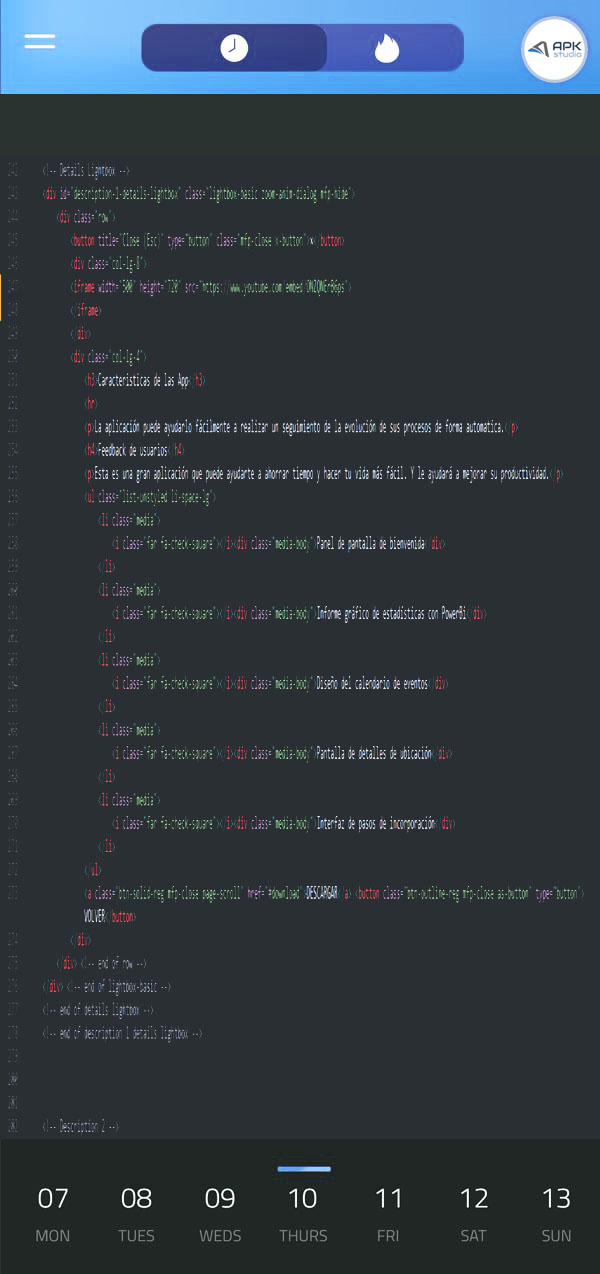 APK
studio
<!-- Details Lightbox -->
<div id="description-1-details-lightbox" class="lightbox-basic zoom-anim-dialog mfp-hide">
<div class="row">
<button title="Close (Esc)" type="button" class="mfp-close x-button">×</button>
<div class="col-lg-8">
<iframe width="500" height="720" src="https://www.youtube.com/embed/
</iframe>
</div>
<div class="col-lg-4">
<h3>Caracteristicas de las App</h3>
<hr>
<p>La aplicación puede ayudarlo fácilmente a realizar un seguimiento de la evolución de sus procesos de forma automatica.</p>
<h4>Feedback de usuarios</h4>
<p>Esta es una gran aplicación que puede ayudarte a ahorrar tiempo y hacer tu vida más fácil. Y le ayudará a mejorar su productividad.</p>
<ul class="list-unstyled li-space-lg">
<li class="media">
<i class="far fa-check-square"></i><div class="media-body">Panel de pantalla de bienvenida</div>
</li>
<li class="media">
<i class="far fa-check-square"></i><div class="media-body">Informe gráfico de estadísticas con PowerBi</div>
</li>
<li class="media">
<i class="far fa-check-square"></i><div class="media-body">Diseño del calendario de eventos</div>
</li>
<li class="media">
<i class="far fa-check-square"></i><div class="media-body">Pantalla de detalles de ubicación</div>
</li>
<li class="media">
<i class="far fa-check-square"></i><div class="media-body">Interfaz de pasos de incorporación</div>
</li>
</ul>
<a class="btn-solid-reg mfp-close page-scroll" href="#download">DESCARGAR</a> <button class="btn-outline-reg mfp-close as-button" type="button">
VOLVER</button>
</div>
</div> <!-- end of row -->
</div> <!-- end of lightbox-basic -->
<!-- end of details lightbox -->
<!-- end of description 1 details lightbox -->
<!-- Description 2 -->
07 08 09 10 11 12 13
MON TUES WEDS THURS FRI SAT SUN